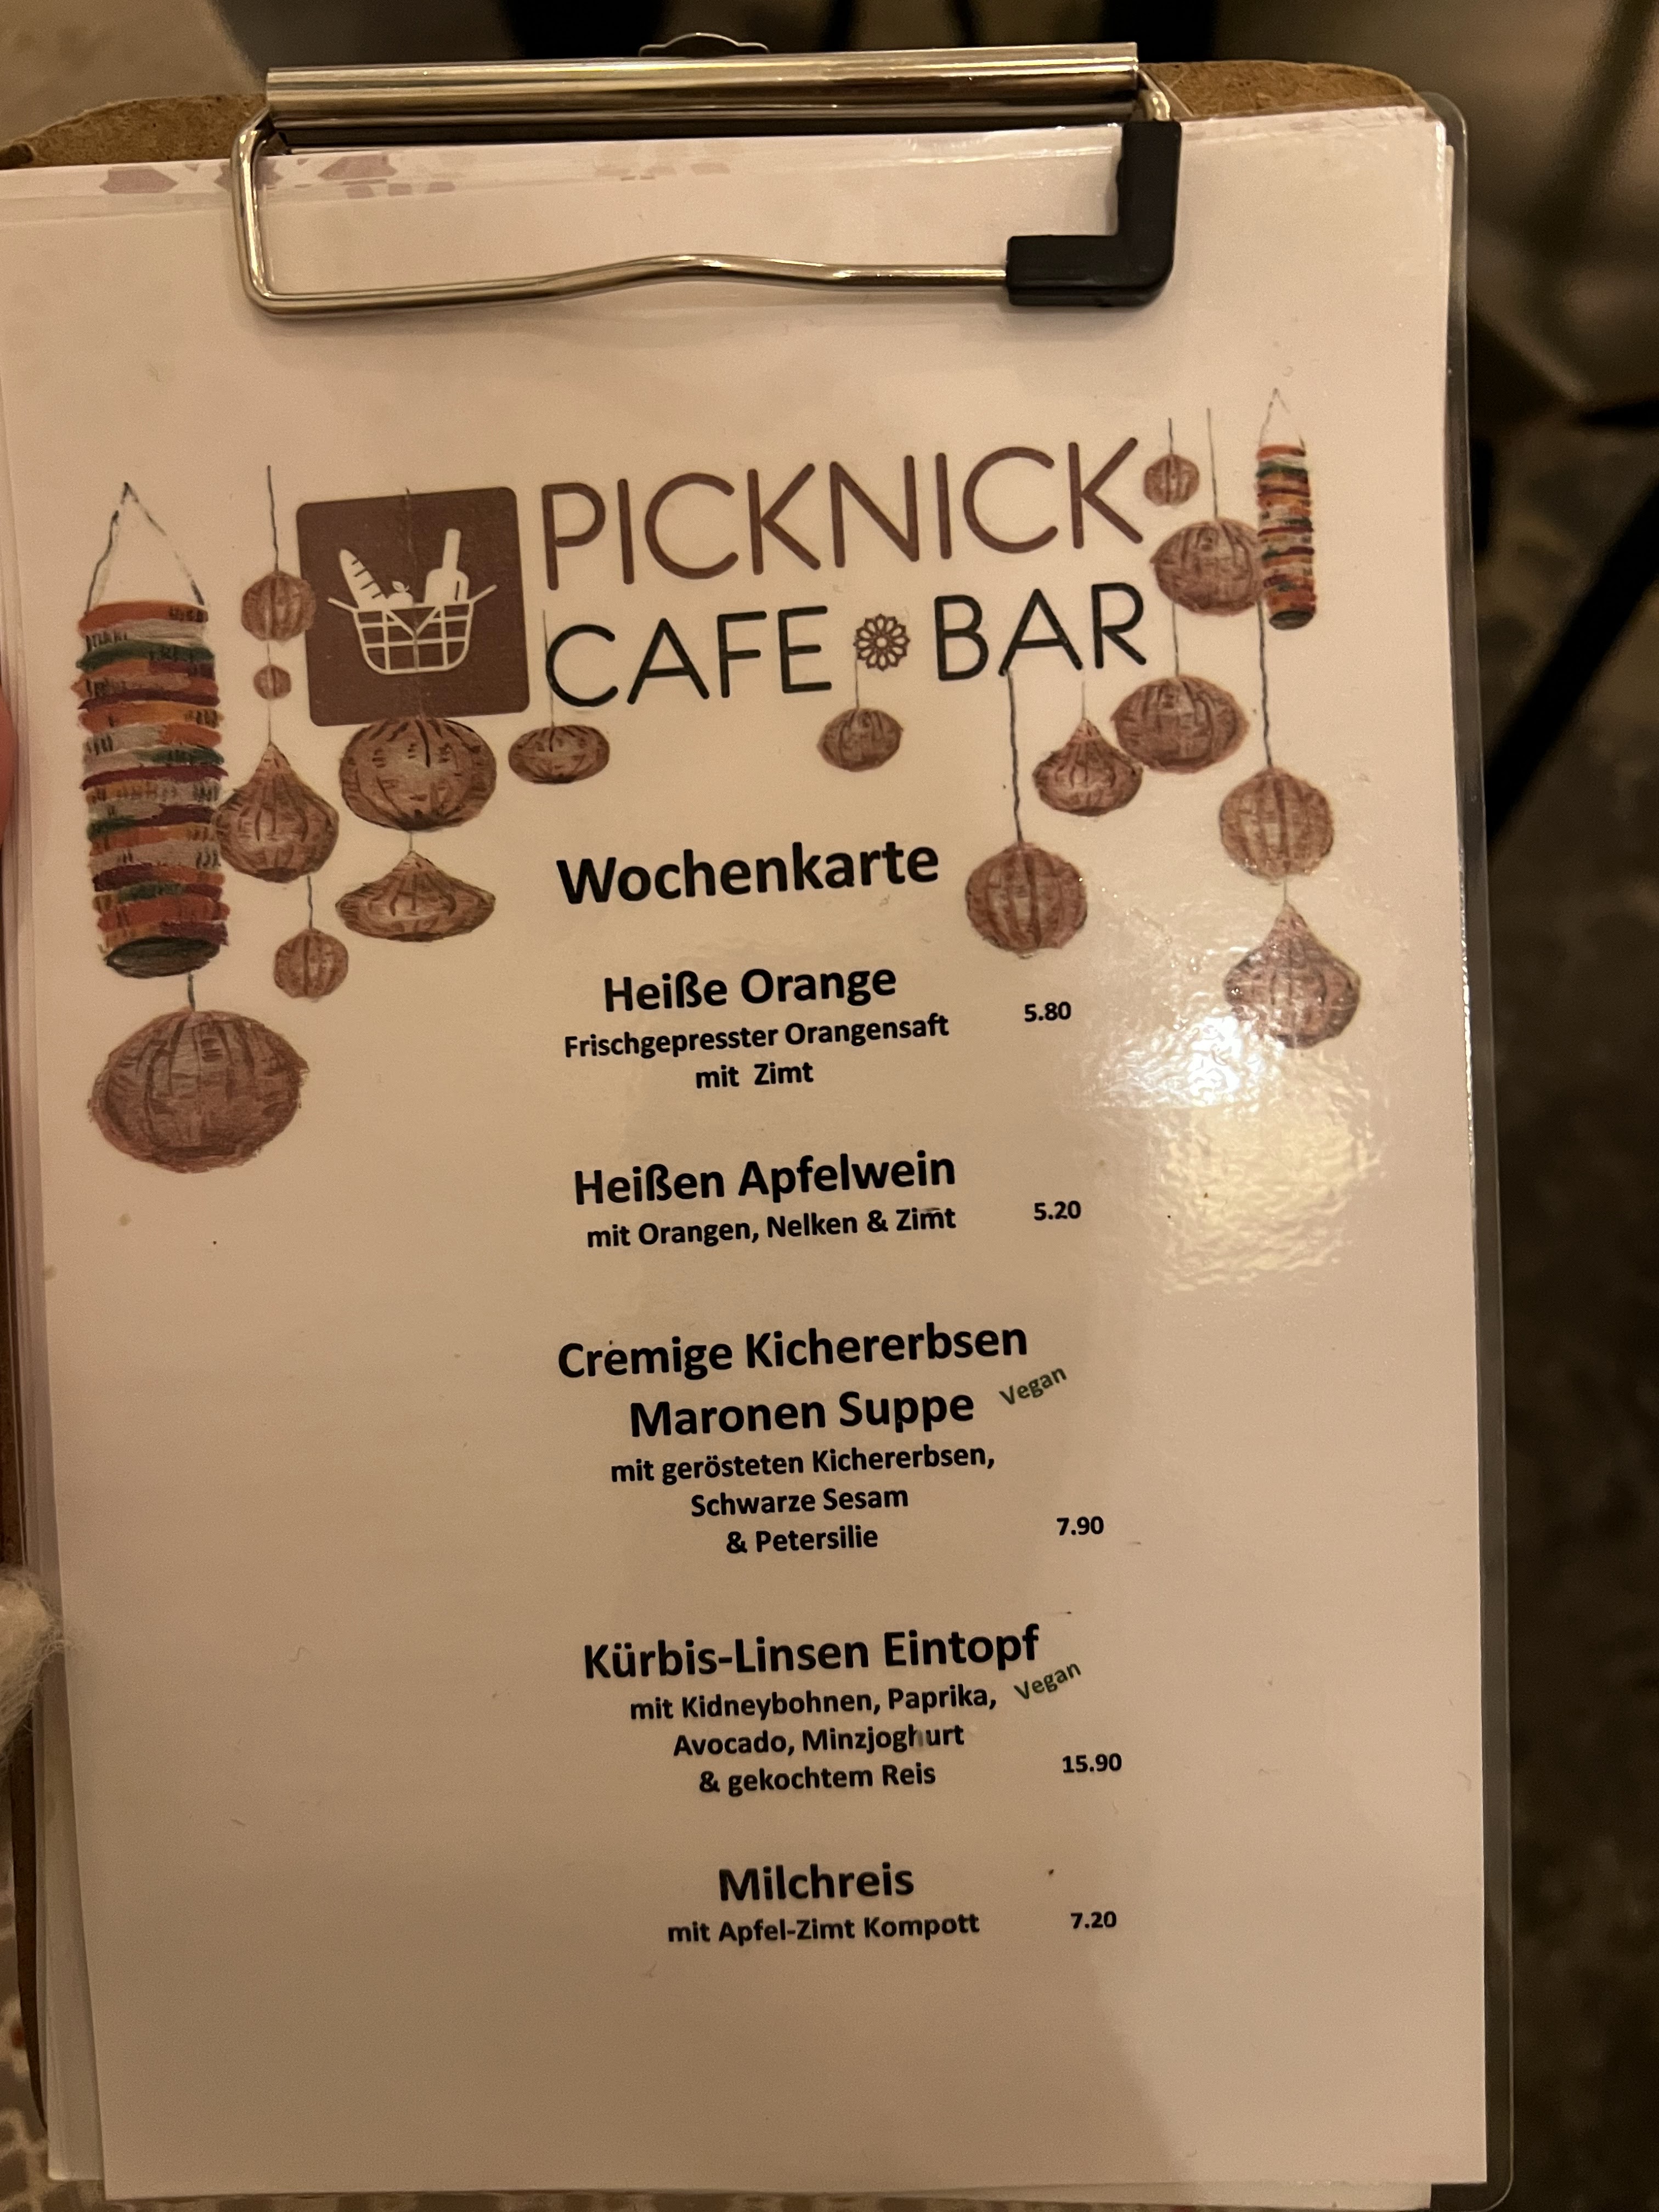 PICKNICK
CAFE BAR
Wochenkarte
Heiße Orange
Frischgepresster Orangensaft 5.80
mit Zimt
Heißen Apfelwein
mit Orangen, Nelken & Zimt 5.20
Cremige Kichererbsen
Maronen Suppe Vegan
mit gerösteten Kichererbsen,
Schwarze Sesam
& Petersilie 7.90
Kürbis-Linsen Eintopf
mit Kidneybohnen, Paprika, Vegan
Avocado, Minzjoghurt
& gekochtem Reis 15.90
Milchreis
mit Apfel-Zimt Kompott 7.20